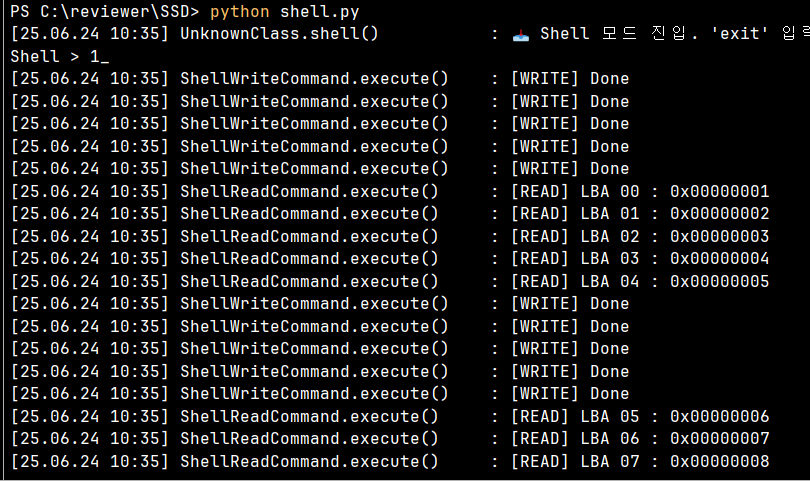 PS C:\reviewer\SSD> python shell.py
[25.06.24 10:35] UnknownClass.shell()           : 📥 Shell 모드 진입. 'exit' 입력
Shell > 1_
[25.06.24 10:35] ShellWriteCommand.execute()    : [WRITE] Done
[25.06.24 10:35] ShellWriteCommand.execute()    : [WRITE] Done
[25.06.24 10:35] ShellWriteCommand.execute()    : [WRITE] Done
[25.06.24 10:35] ShellWriteCommand.execute()    : [WRITE] Done
[25.06.24 10:35] ShellWriteCommand.execute()    : [WRITE] Done
[25.06.24 10:35] ShellReadCommand.execute()     : [READ] LBA 00 : 0x00000001
[25.06.24 10:35] ShellReadCommand.execute()     : [READ] LBA 01 : 0x00000002
[25.06.24 10:35] ShellReadCommand.execute()     : [READ] LBA 02 : 0x00000003
[25.06.24 10:35] ShellReadCommand.execute()     : [READ] LBA 03 : 0x00000004
[25.06.24 10:35] ShellReadCommand.execute()     : [READ] LBA 04 : 0x00000005
[25.06.24 10:35] ShellWriteCommand.execute()    : [WRITE] Done
[25.06.24 10:35] ShellWriteCommand.execute()    : [WRITE] Done
[25.06.24 10:35] ShellWriteCommand.execute()    : [WRITE] Done
[25.06.24 10:35] ShellWriteCommand.execute()    : [WRITE] Done
[25.06.24 10:35] ShellWriteCommand.execute()    : [WRITE] Done
[25.06.24 10:35] ShellReadCommand.execute()     : [READ] LBA 05 : 0x00000006
[25.06.24 10:35] ShellReadCommand.execute()     : [READ] LBA 06 : 0x00000007
[25.06.24 10:35] ShellReadCommand.execute()     : [READ] LBA 07 : 0x00000008